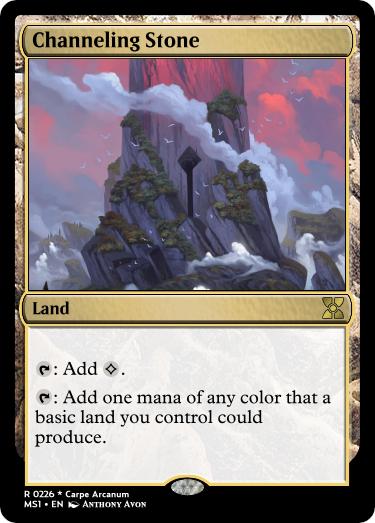 Channeling Stone
Land
: Add .
: Add one mana of any color that a
basic land you control could
produce.
R 0226 * Carpe Arcanum
MS1 • EN Anthony Avon